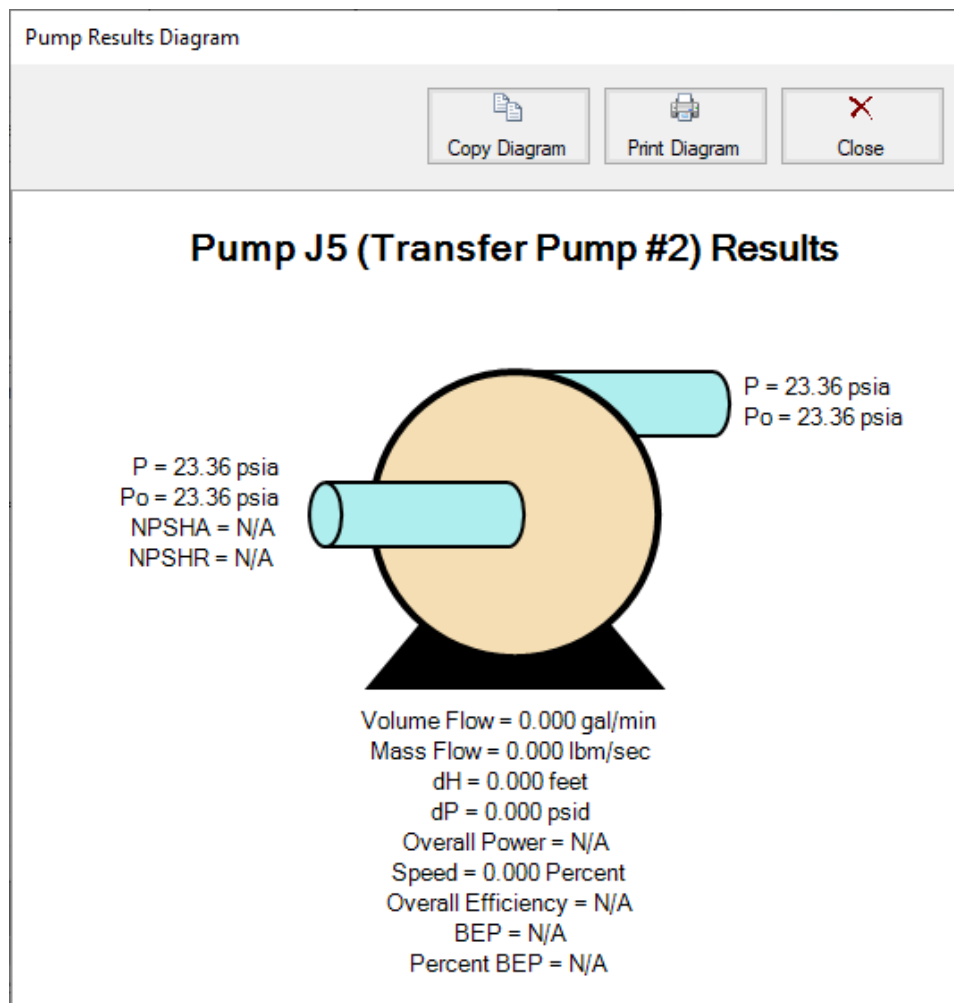 Pump Results Diagram
Copy Diagram
Print Diagram
Close
Pump J5 (Transfer Pump #2) Results
P = 23.36 psia
Po = 23.36 psia
P = 23.36 psia
Po = 23.36 psia
NPSHA = N/A
NPSHR = N/A
Volume Flow = 0.000 gal/min
Mass Flow = 0.000 lbm/sec
dH = 0.000 feet
dP = 0.000 psid
Overall Power = N/A
Speed = 0.000 Percent
Overall Efficiency = N/A
BEP = N/A
Percent BEP = N/A